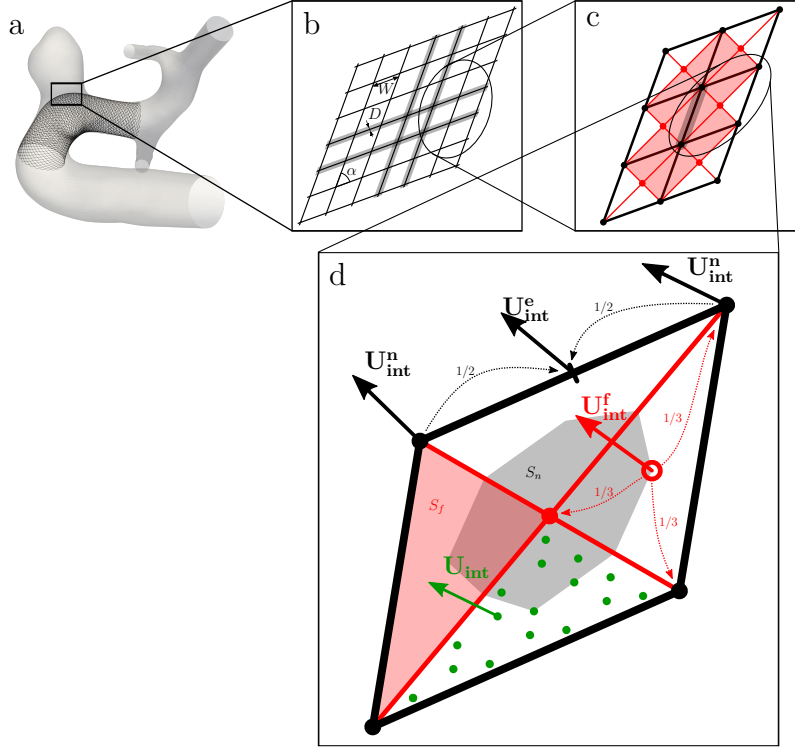 a
b
c
W
D
α
d
U^n_int
U^e_int
1/2
1/2
U^n_int
U^f_int
1/3
S_n
S_f
1/3
1/3
U_int